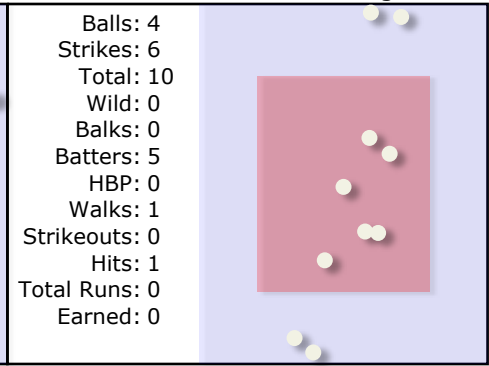 Balls: 4
Strikes: 6
Total: 10
Wild: 0
Balks: 0
Batters: 5
HBP: 0
Walks: 1
Strikeouts: 0
Hits: 1
Total Runs: 0
Earned: 0